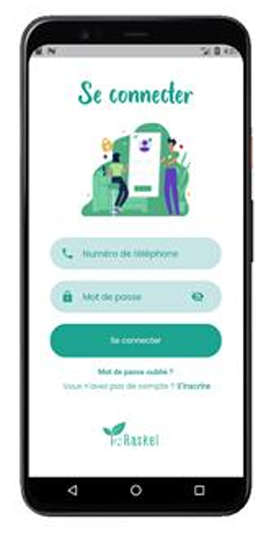 Se connecter
Numéro de téléphone
Mot de passe
Se connecter
Mot de passe oublié ?
Vous n'avez pas de compte ? S'inscrire
Raskel